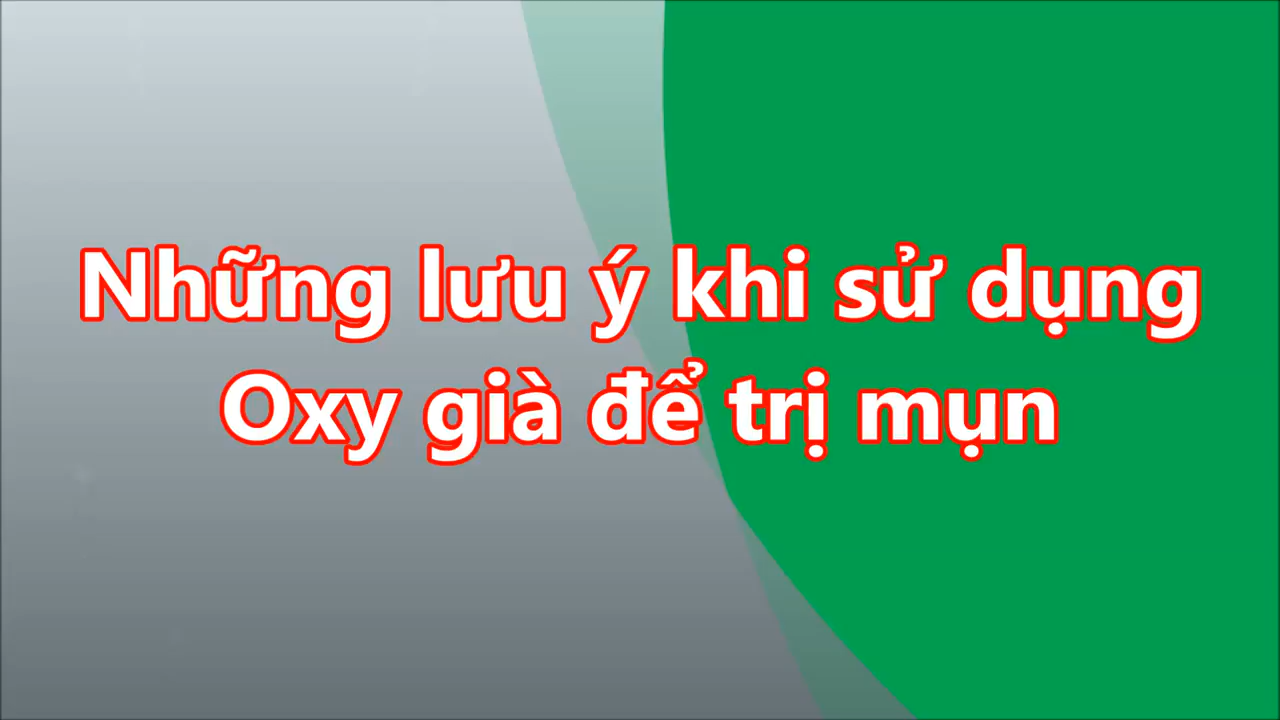 Những lưu ý khi sử dụng
Oxy già để trị mụn